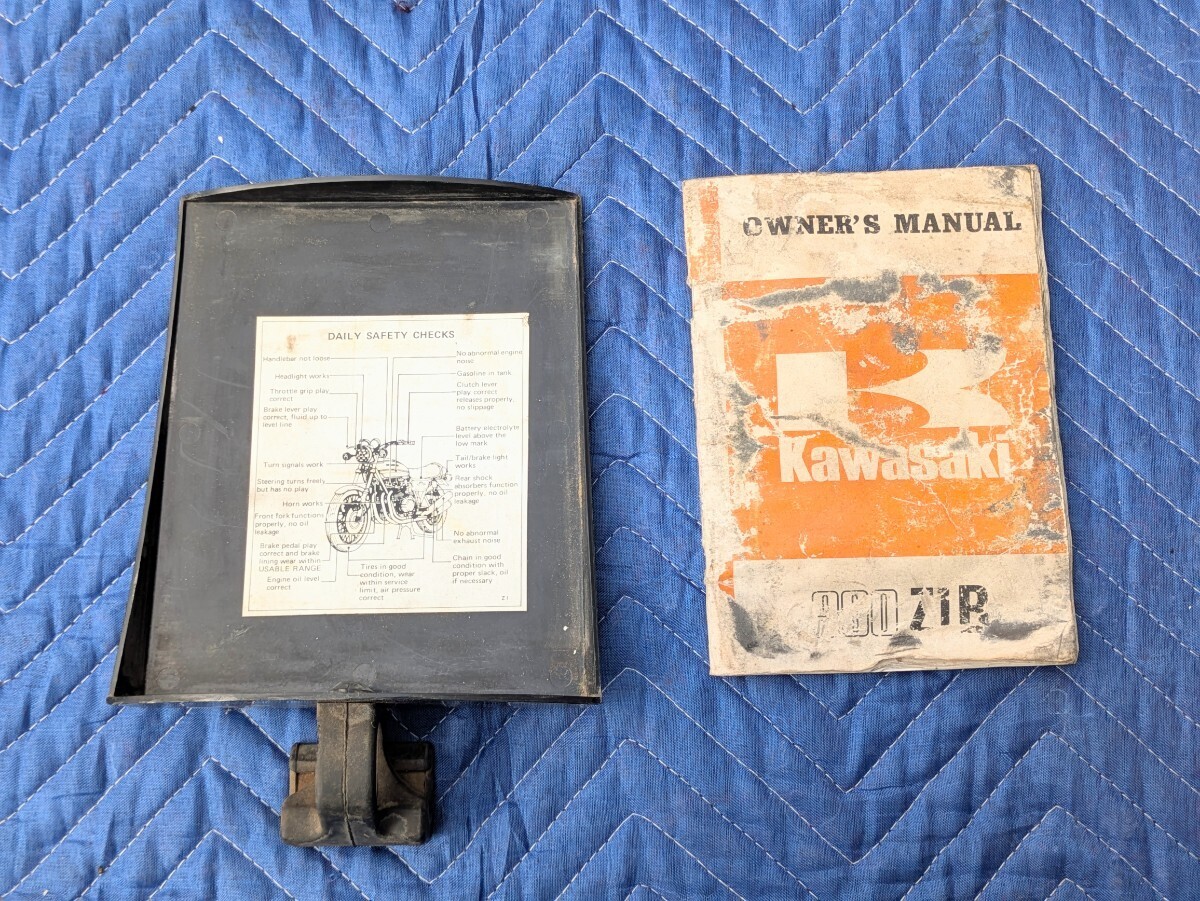 DAILY SAFETY CHECKS
Handlebar not loose
Headlight works
Throttle grip play
correct
Brake lever play
correct, fluid up to
level line
Turn signals work
Steering turns freely
but has no play
Horn works
Front fork functions
properly, no oil
leakage
Brake pedal play
correct and brake
lining wear within
USABLE RANGE
Engine oil level
correct
Tires in good
condition, wear
within service
limit, air pressure
correct
No abnormal engine
noise
Gasoline in tank
Clutch lever
play correct
releases properly,
no slippage
Battery electrolyte
level above the
low mark
Tail/brake light
works
Rear shock
absorbers function
properly, no oil
leakage
No abnormal
exhaust noise
Chain in good
condition with
proper slack, oil
if necessary
Z1
OWNER'S MANUAL
Kawasaki
900 Z1B